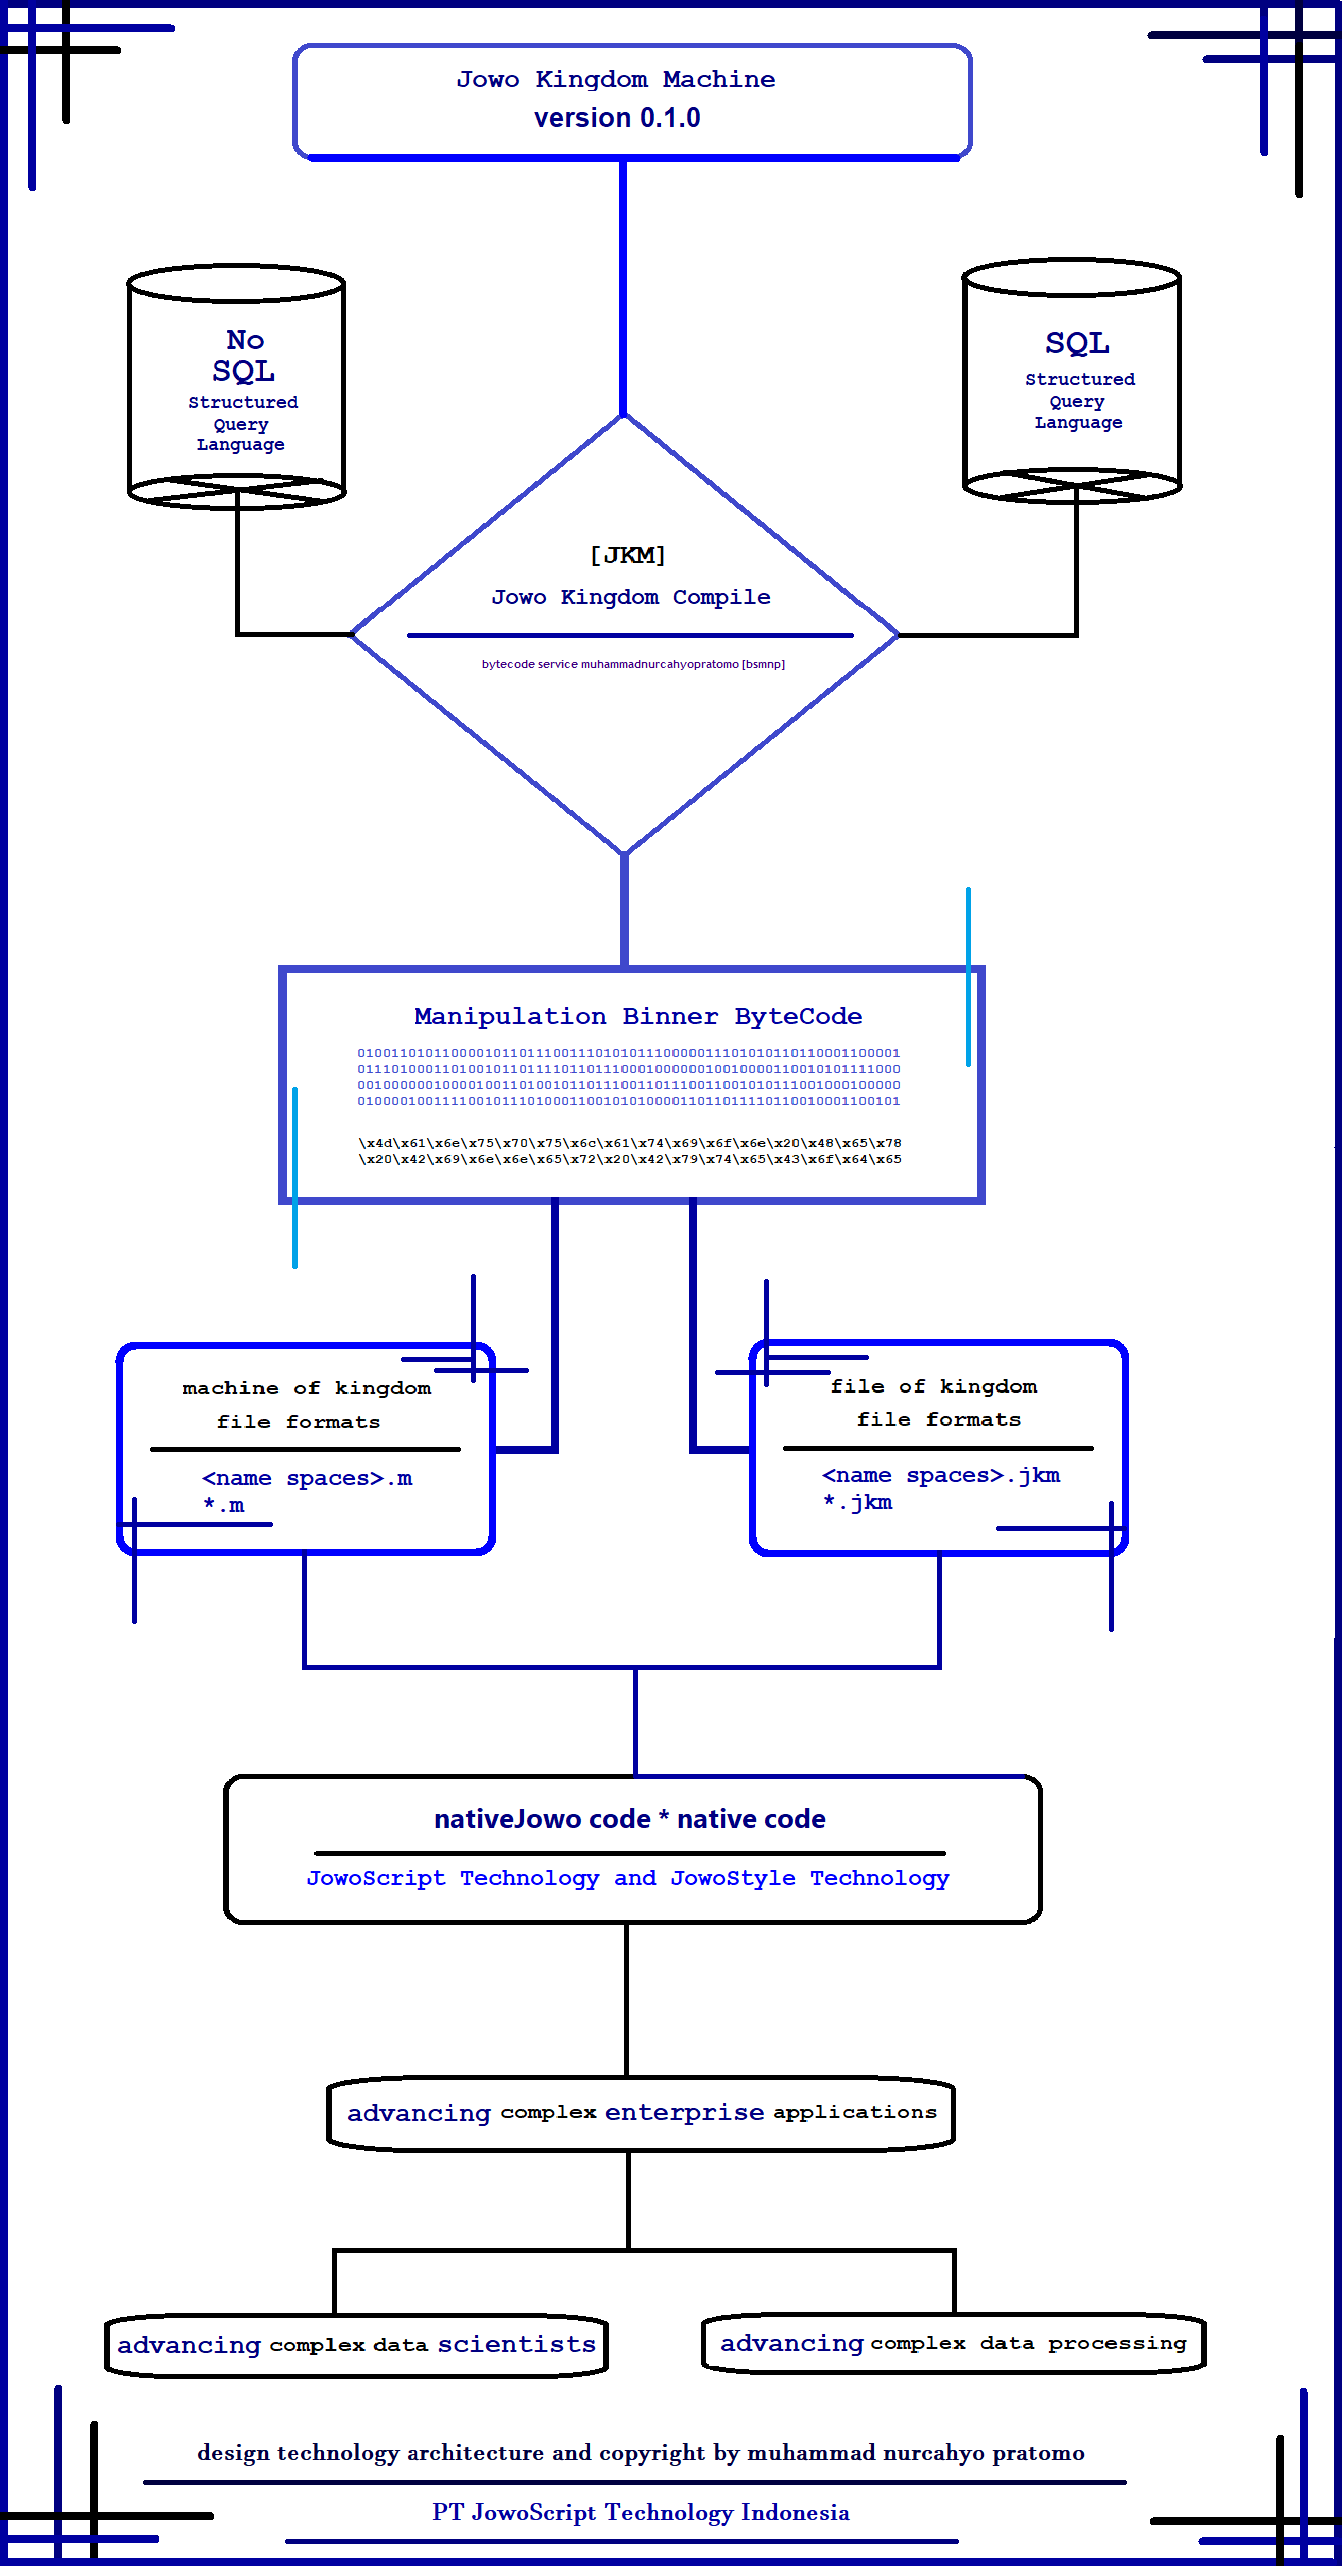 Jowo Kingdom Machine
version 0.1.0
No
SQL
Structured
Query
Language
SQL
Structured
Query
Language
[JKM]
Jowo Kingdom Compile
bytecode service muhammadnurcahyopratomo [bsmnp]
Manipulation Binner ByteCode
0100110101100001011011100111010101110000011101010110110001100001
0111010001101001011011110110111000100000010010000110010101111000
0010000001000010011010010110111001101110011001010111001000100000
0100001001111001011101000110010101000011011011110110010001100101
\x4d\x61\x6e\x75\x70\x75\x6c\x61\x74\x69\x6f\x6e\x20\x48\x65\x78
\x20\x42\x69\x6e\x6e\x65\x72\x20\x42\x79\x74\x65\x43\x6f\x64\x65
machine of kingdom
file formats
<name spaces>.m
*.m
file of kingdom
file formats
<name spaces>.jkm
*.jkm
nativeJowo code * native code
JowoScript Technology and JowoStyle Technology
advancing complex enterprise applications
advancing complex data scientists
advancing complex data processing
design technology architecture and copyright by muhammad nurcahyo pratomo
PT JowoScript Technology Indonesia